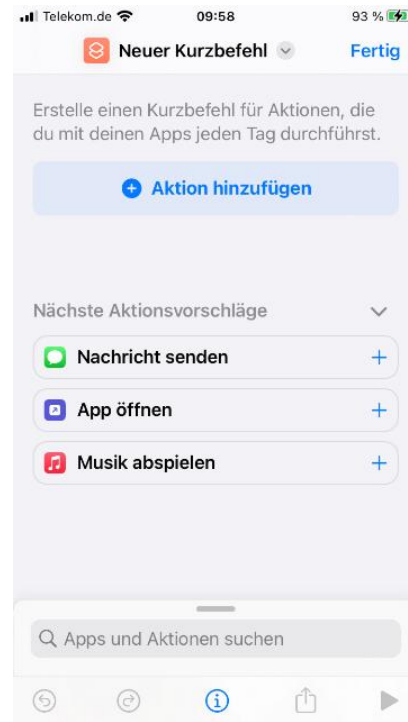 Telekom.de 09:58 93 %
Neuer Kurzbefehl Fertig
Erstelle einen Kurzbefehl für Aktionen, die
du mit deinen Apps jeden Tag durchführst.
Aktion hinzufügen
Nächste Aktionsvorschläge
Nachricht senden
App öffnen
Musik abspielen
Apps und Aktionen suchen